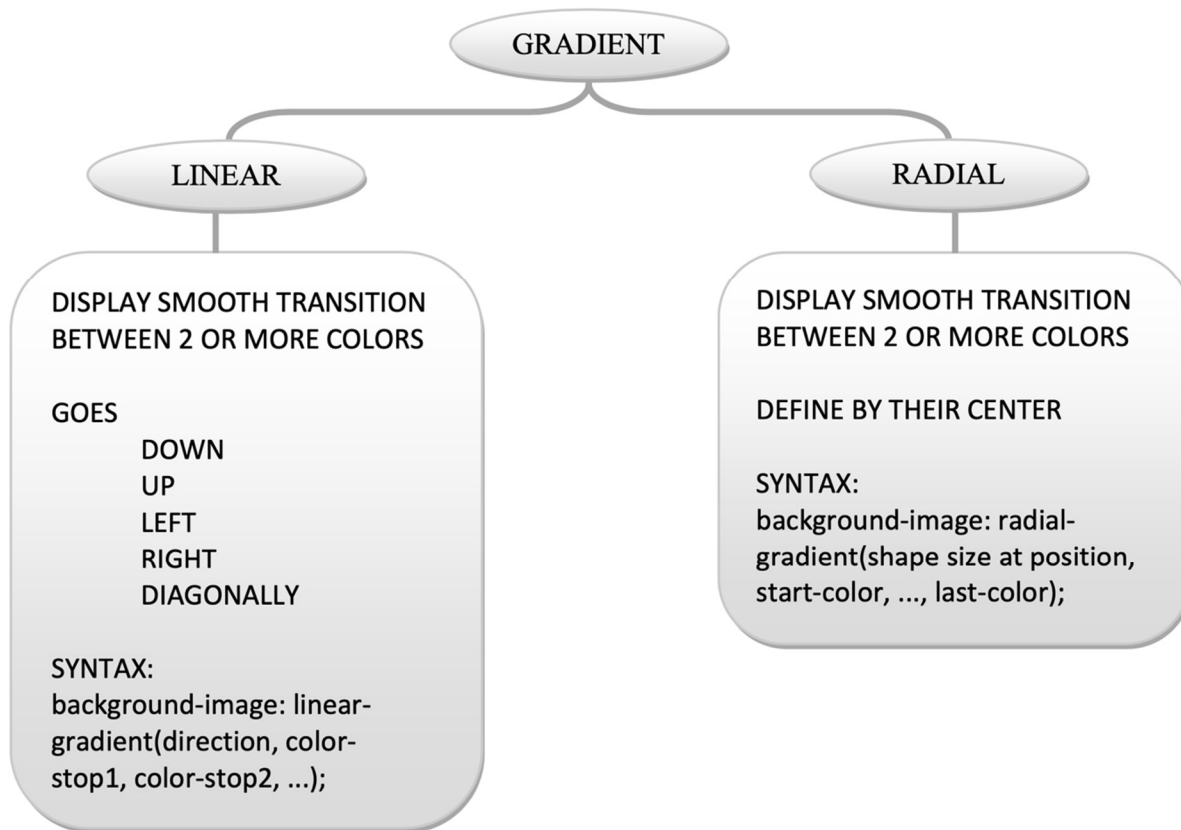 GRADIENT
LINEAR
RADIAL
DISPLAY SMOOTH TRANSITION
BETWEEN 2 OR MORE COLORS
GOES
DOWN
UP
LEFT
RIGHT
DIAGONALLY
SYNTAX:
background-image: linear-
gradient(direction, color-
stop1, color-stop2, ...);
DISPLAY SMOOTH TRANSITION
BETWEEN 2 OR MORE COLORS
DEFINE BY THEIR CENTER
SYNTAX:
background-image: radial-
gradient(shape size at position,
start-color, ..., last-color);